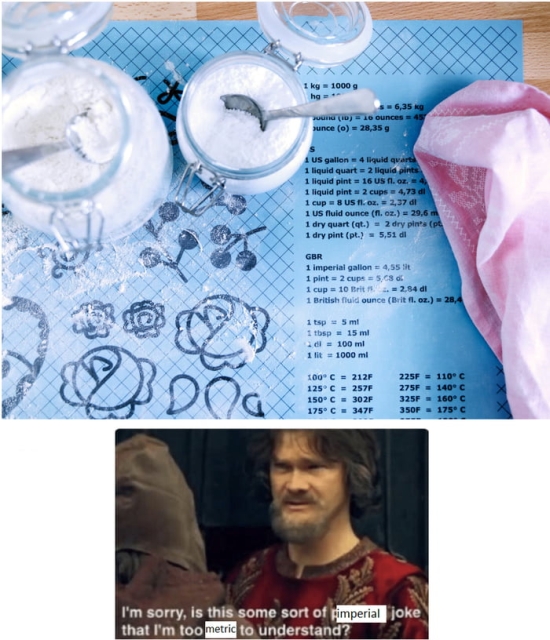 1 kg = 1000 g
hg =
= 6,35 kg
(lb) = 16 ounces =
ounce (o) = 28,35 g
1 US gallon = 4 liquid quarts
1 liquid quart = 2 liquid pints
1 liquid pint = 16 US fl. oz. =
1 liquid pint = 2 cups = 4,73 dl
1 cup = 8 US fl. oz. = 2,37 dl
1 US fluid ounce (fl. oz.) = 29,6 m
1 dry quart (qt.) = 2 dry pints (pt.
1 dry pint (pt.) = 5,51 dl
GBR
1 imperial gallon = 4,55 lit
1 pint = 2 cups = 5,68 dl
1 cup = 10 Brit fl. oz. = 2,84 dl
1 British fluid ounce (Brit fl. oz.) = 28,4
1 tsp = 5 ml
1 tbsp = 15 ml
1 dl = 100 ml
1 lit = 1000 ml
100° C = 212F 225F = 110° C
125° C = 257F 275F = 140° C
150° C = 302F 325F = 160° C
175° C = 347F 350F = 175° C
I'm sorry, is this some sort of imperial joke
that I'm too metric to understand?